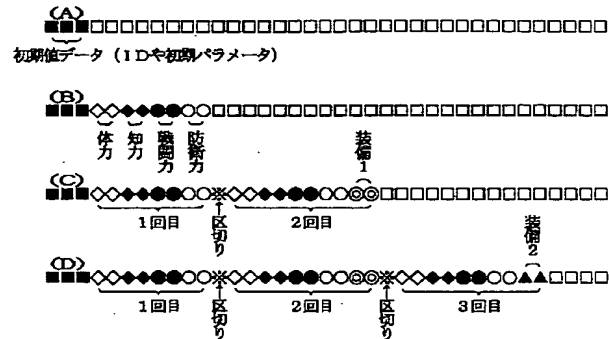 (A)
■■■□□□□□□□□□□□□□□□□□□□□□□□□□□□□□□□□□□
初期値データ(IDや初期パラメータ)
(B)
■■■◇◇◆◆●●○○□□□□□□□□□□□□□□□□□□□□□□□□□□
体力
知力
戦闘力
防衛力
装備1
(C)
■■■◇◇◆◆●●○○※◇◇◆◆●●○○◎◎□□□□□□□□□□□□□□□
1回目
↑区切り
2回目
装備2
(D)
■■■◇◇◆◆●●○○※◇◇◆◆●●○○◎◎※◇◇◆◆●●○○▲▲□□□□
1回目
↑区切り
2回目
↑区切り
3回目